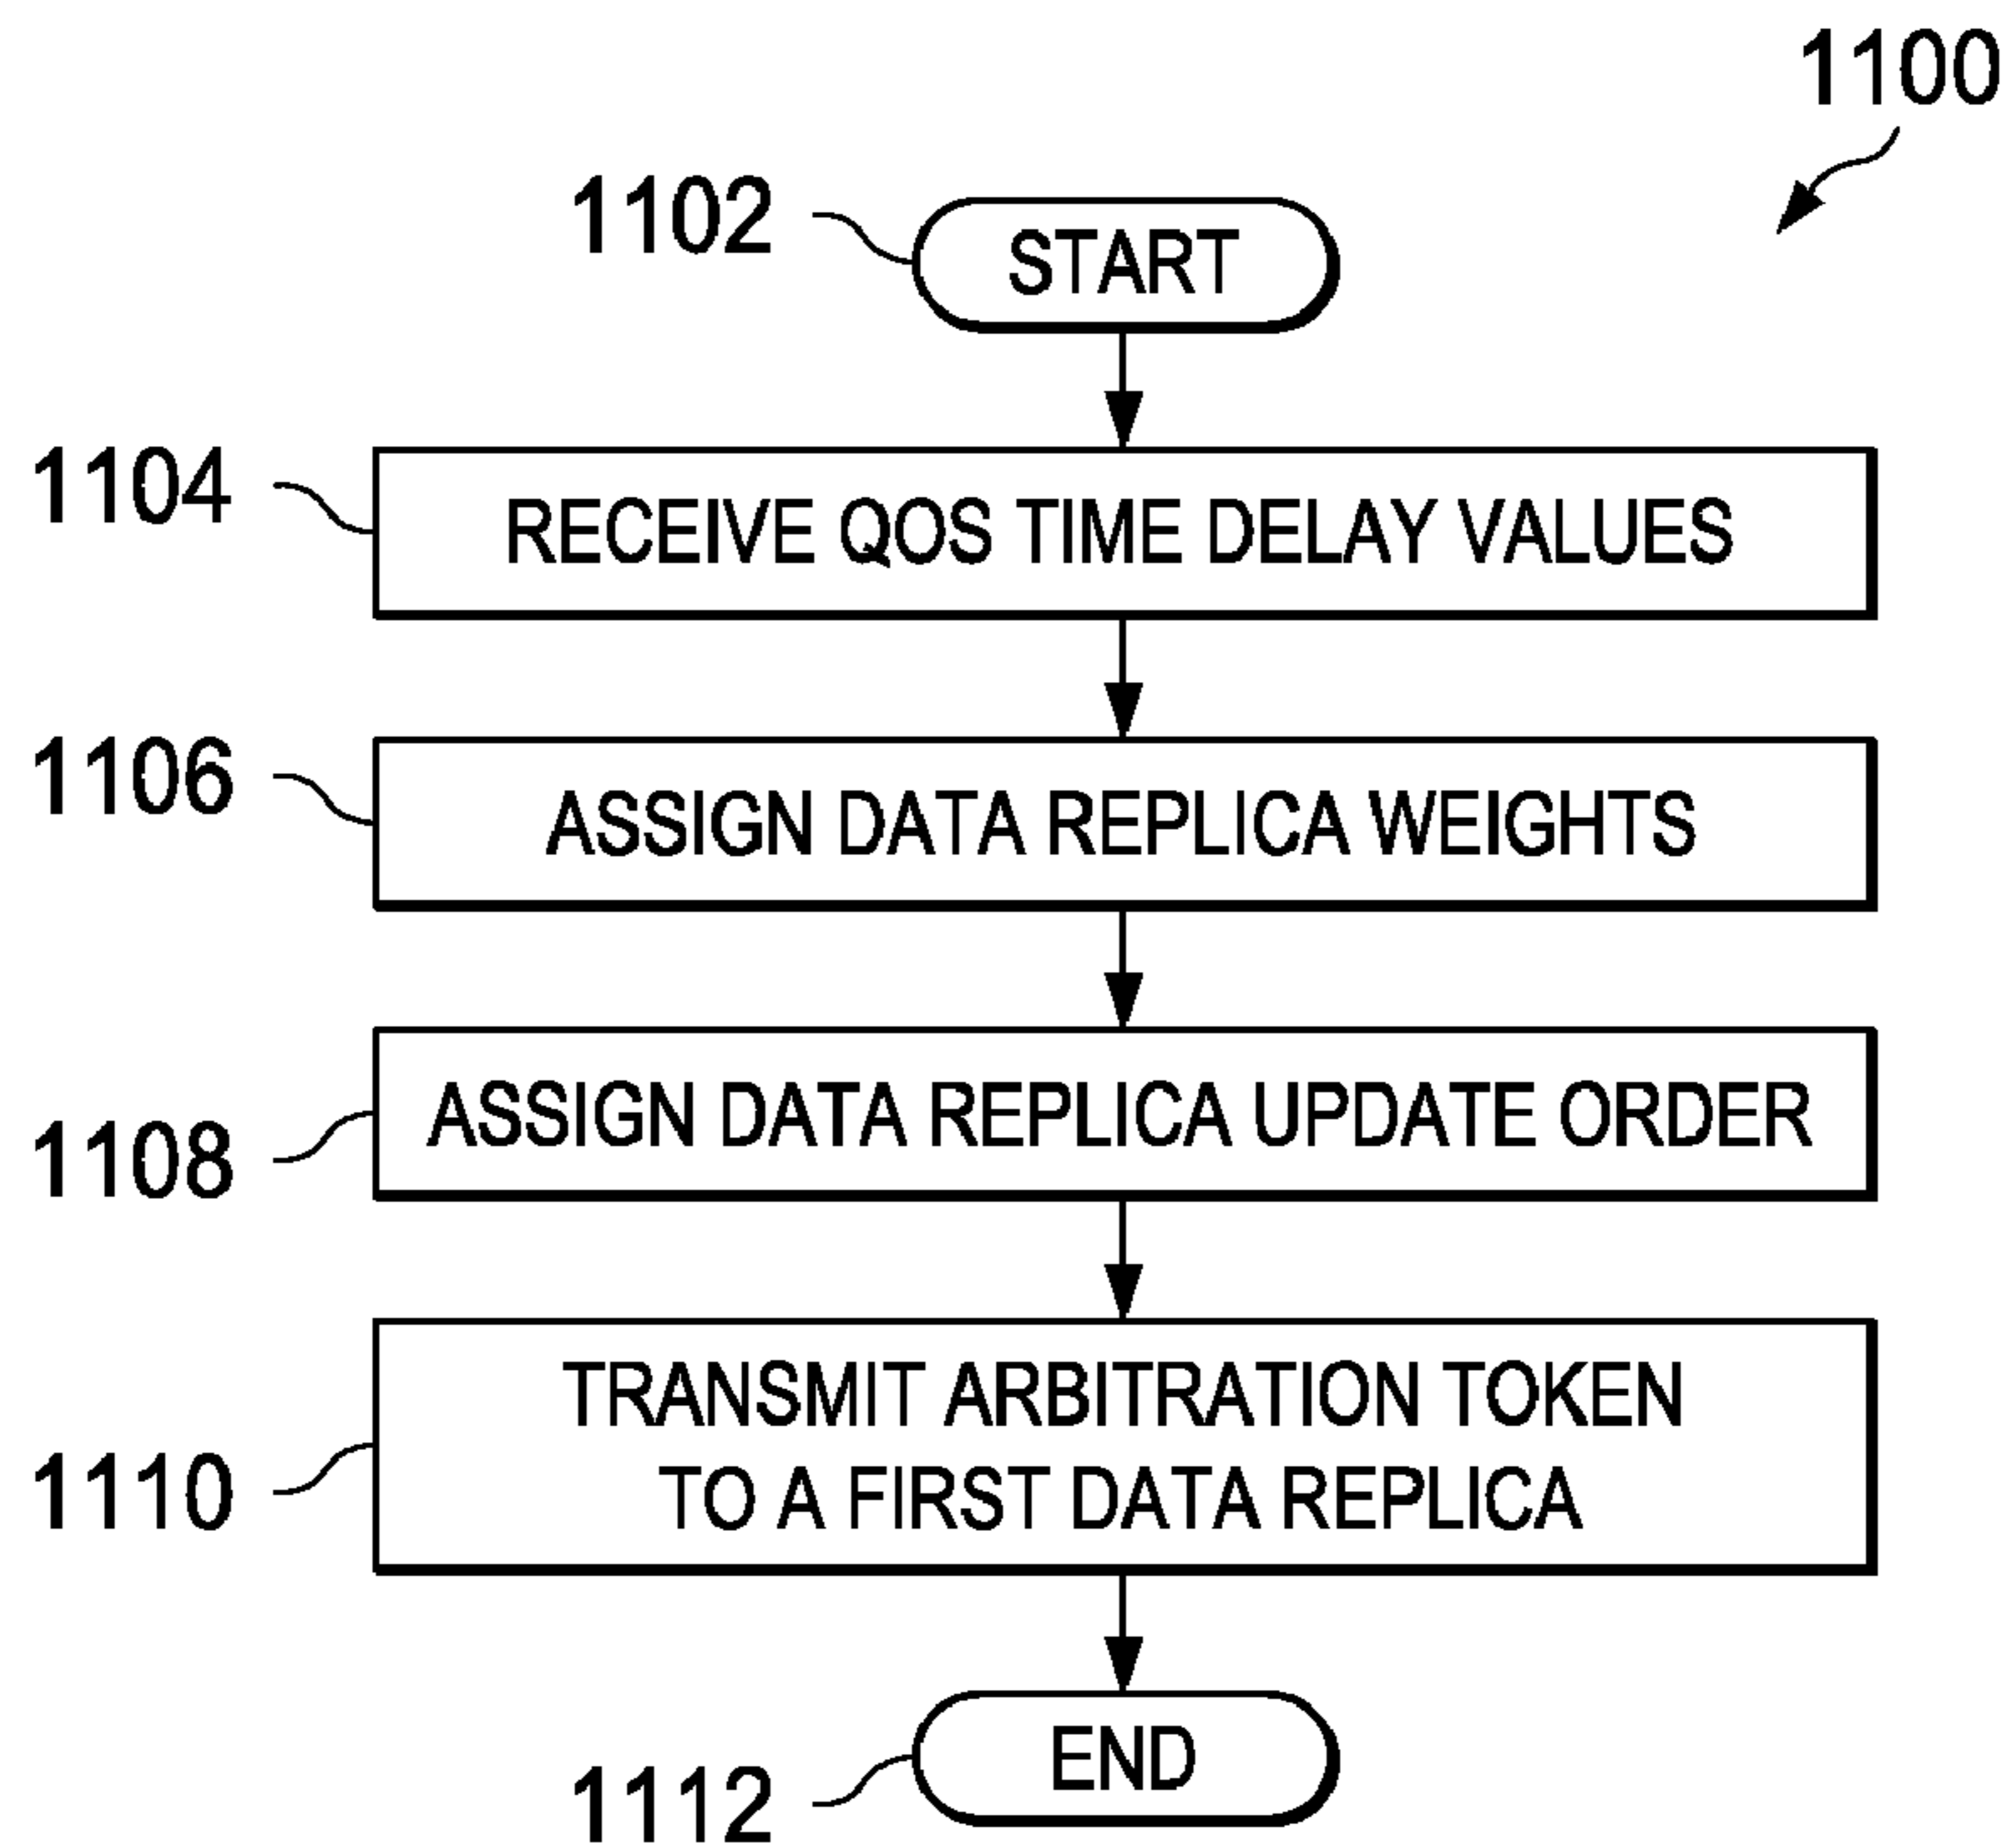 1100
1102
START
1104
RECEIVE QOS TIME DELAY VALUES
1106
ASSIGN DATA REPLICA WEIGHTS
1108
ASSIGN DATA REPLICA UPDATE ORDER
1110
TRANSMIT ARBITRATION TOKEN
TO A FIRST DATA REPLICA
1112
END